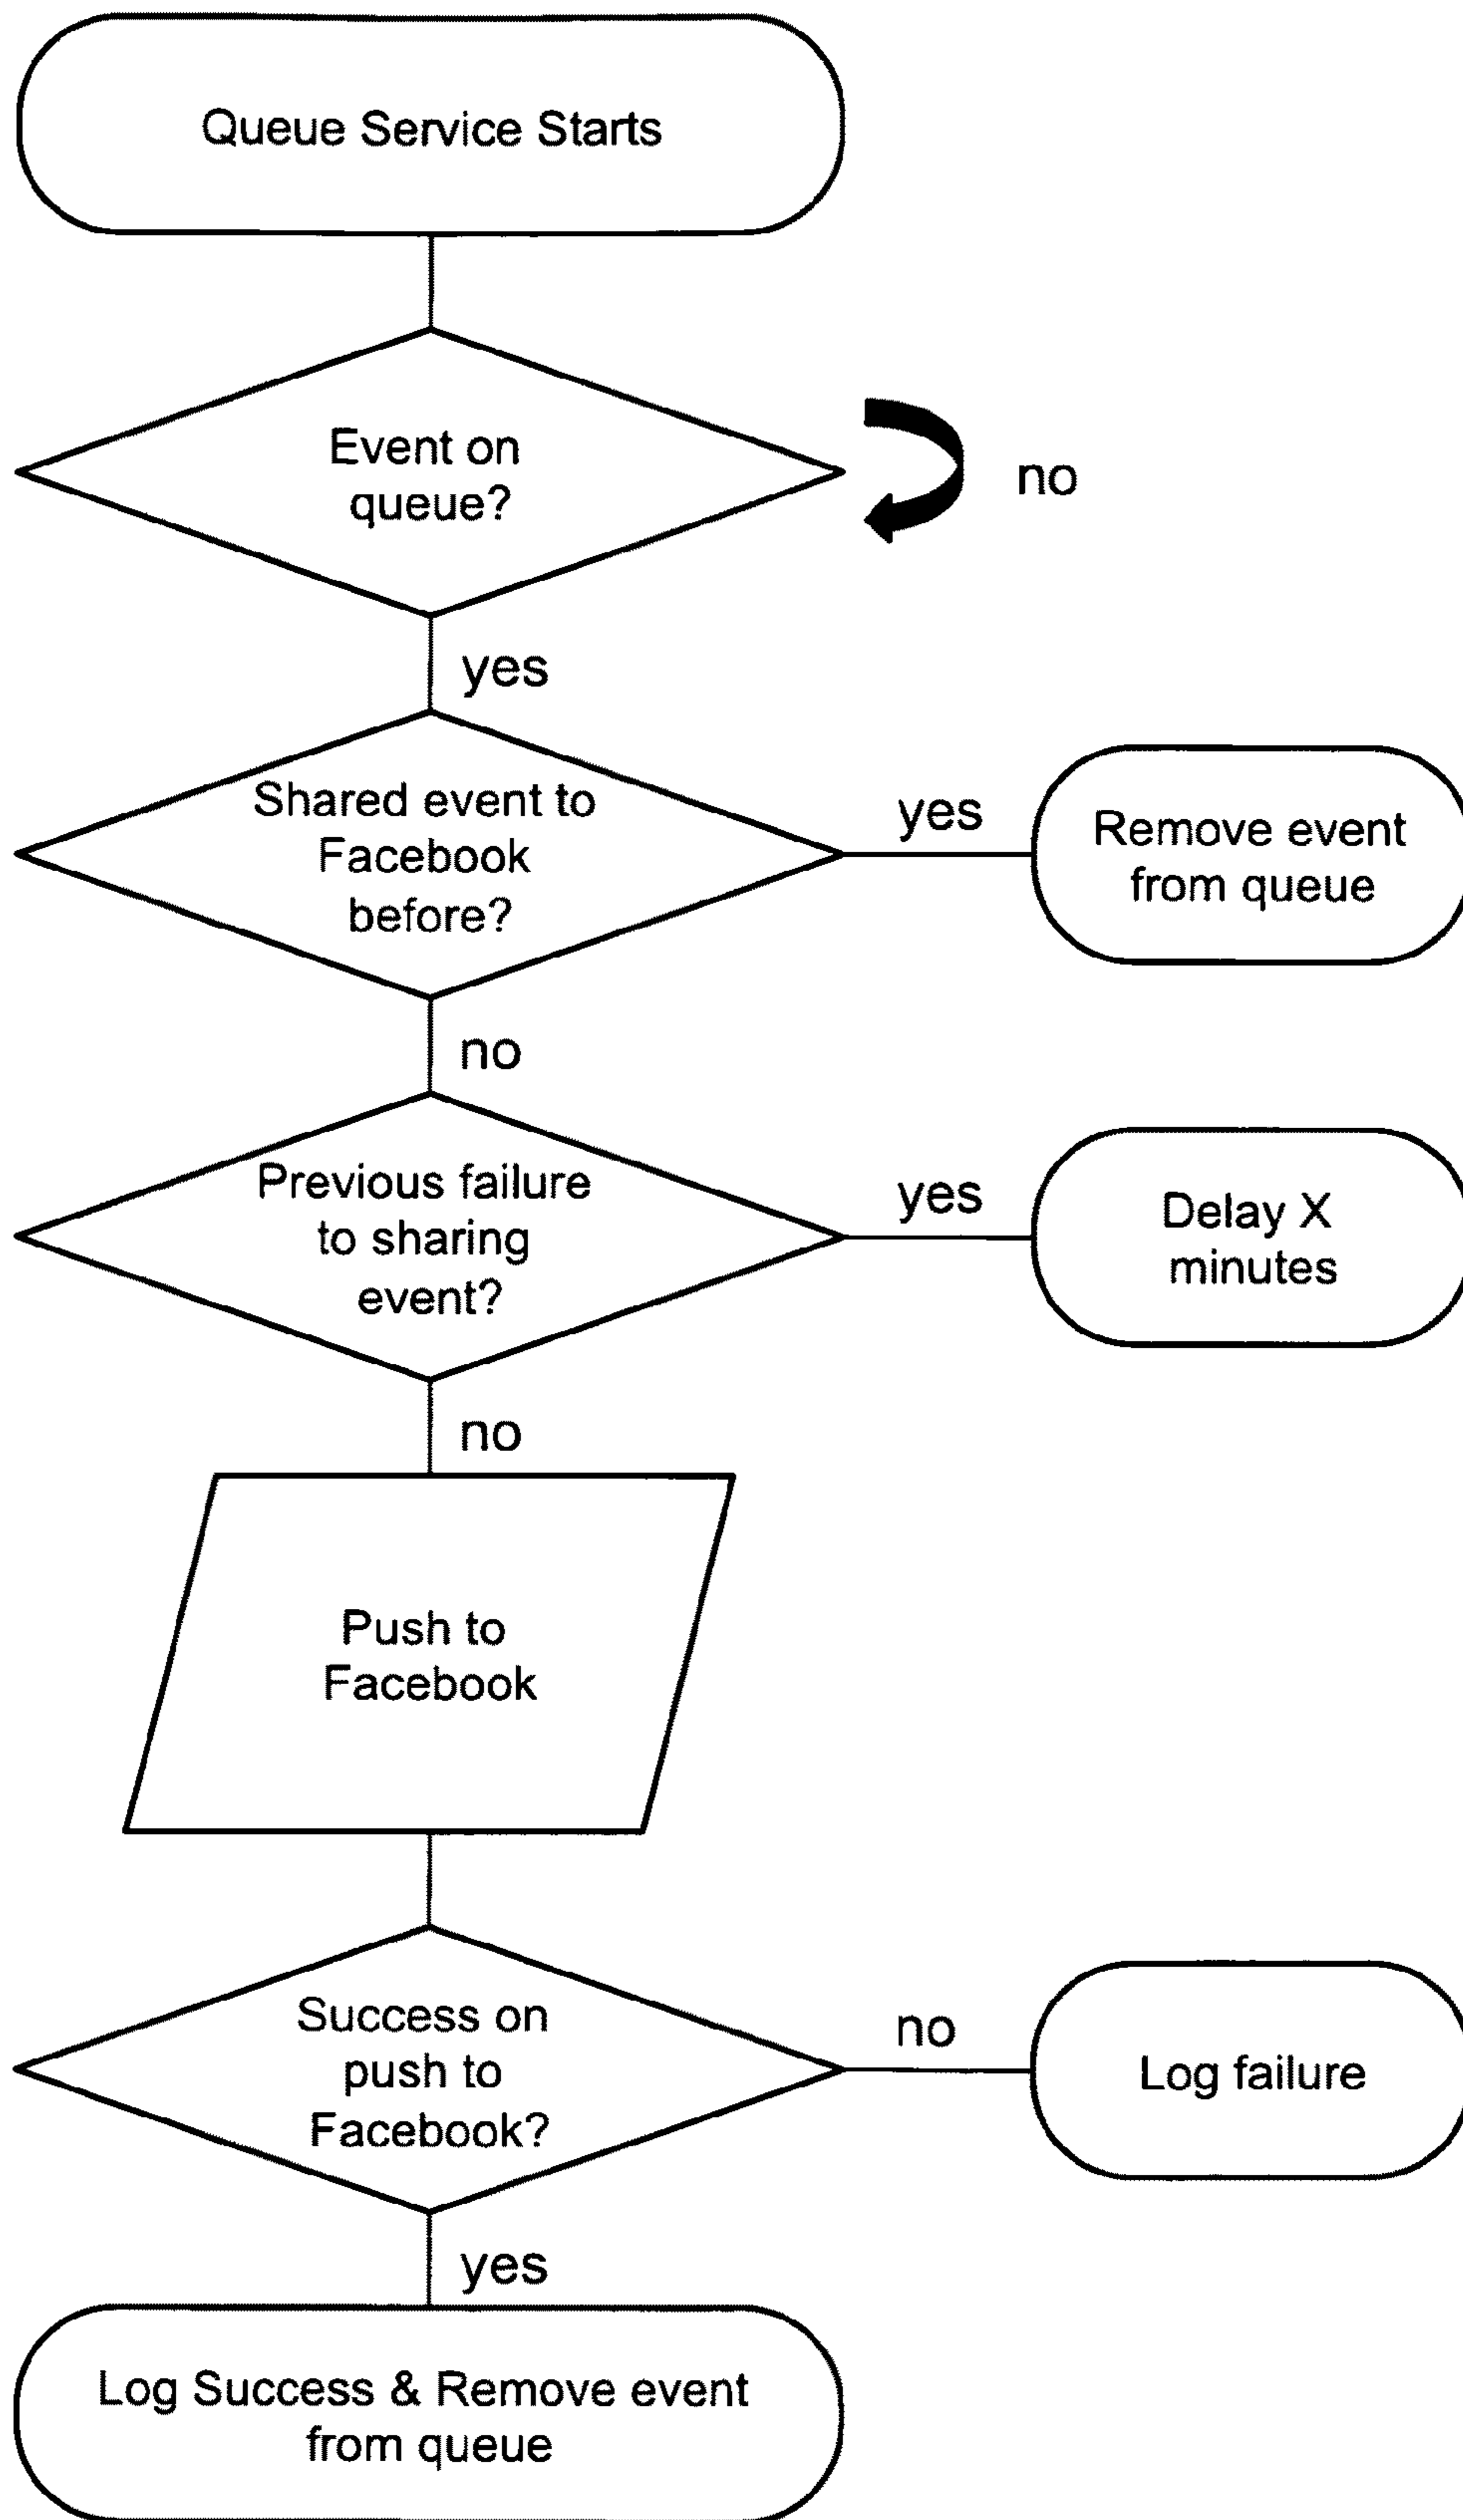 Queue Service Starts
Event on
queue?
no
yes
Shared event to
Facebook
before?
yes
Remove event
from queue
no
Previous failure
to sharing
event?
yes
Delay X
minutes
no
Push to
Facebook
Success on
push to
Facebook?
no
Log failure
yes
Log Success & Remove event
from queue